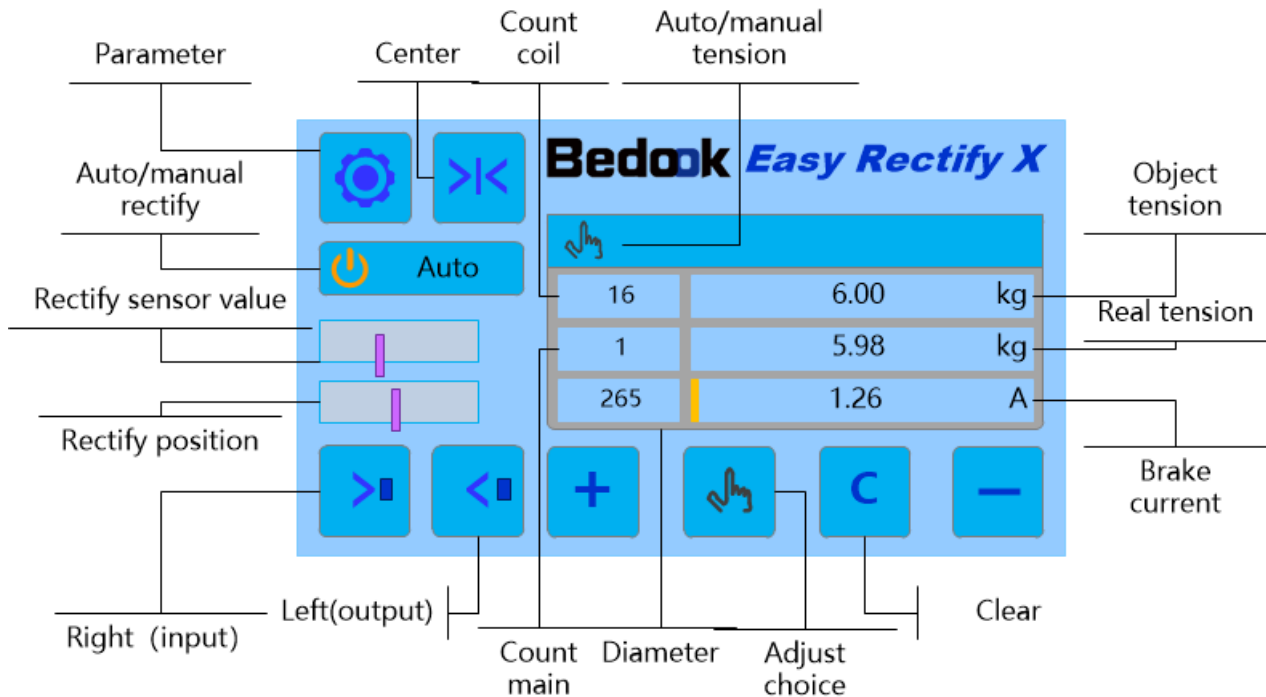 Count
coil
Auto/manual
tension
Parameter
Center
Bedook Easy Rectify X
Auto/manual
rectify
Object
tension
Auto
Rectify sensor value
16 6.00 kg
Real tension
1 5.98 kg
265 1.26 A
Rectify position
Brake
current
> < + C —
Left(output)
Clear
Right (input)
Count
main
Diameter
Adjust
choice